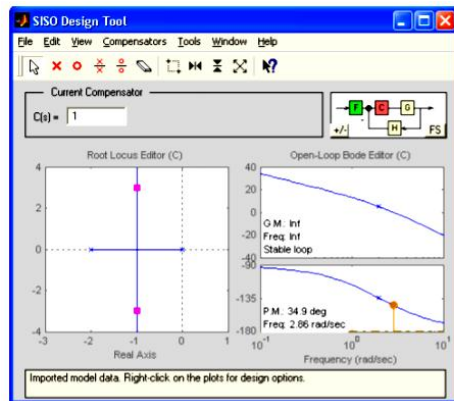 SISO Design Tool
File Edit View Compensators Tools Window Help
Current Compensator
C(s) = 1
F C G
H
+/- FS
Root Locus Editor (C)
4
2
0
-2
-4
-3 -2 -1 0 1
Real Axis
Open-Loop Bode Editor (C)
40
20
0
-20
40
G.M.: Inf
Freq: Inf
Stable loop
-90
-135
-180
P.M.: 34.9 deg
Freq: 2.86 rad/sec
10^-1 10^0 10^1
Frequency (rad/sec)
Imported model data. Right-click on the plots for design options.